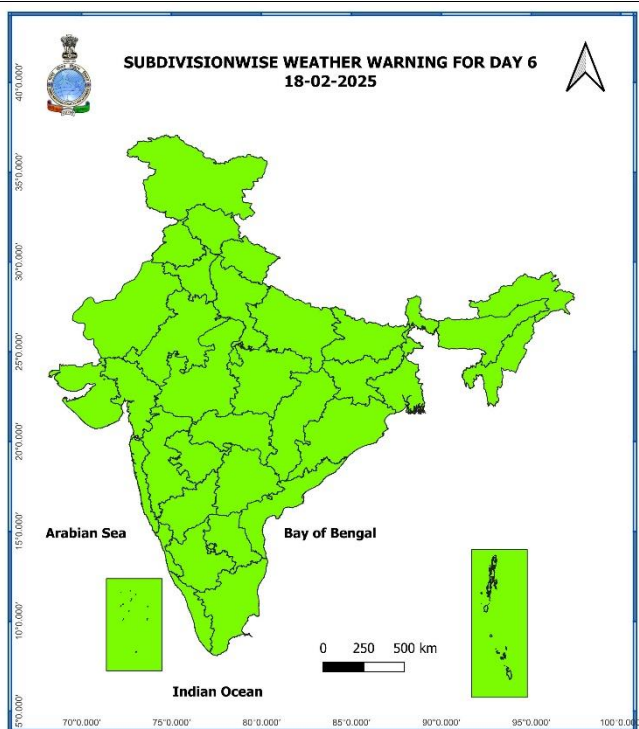 SUBDIVISIONWISE WEATHER WARNING FOR DAY 6
18-02-2025
40°0.000'
35°0.000'
30°0.000'
25°0.000'
20°0.000'
15°0.000'
10°0.000'
5°0.000'
Arabian Sea
Bay of Bengal
0 250 500 km
Indian Ocean
70°0.000' 75°0.000' 80°0.000' 85°0.000' 90°0.000' 95°0.000' 100°0.000'